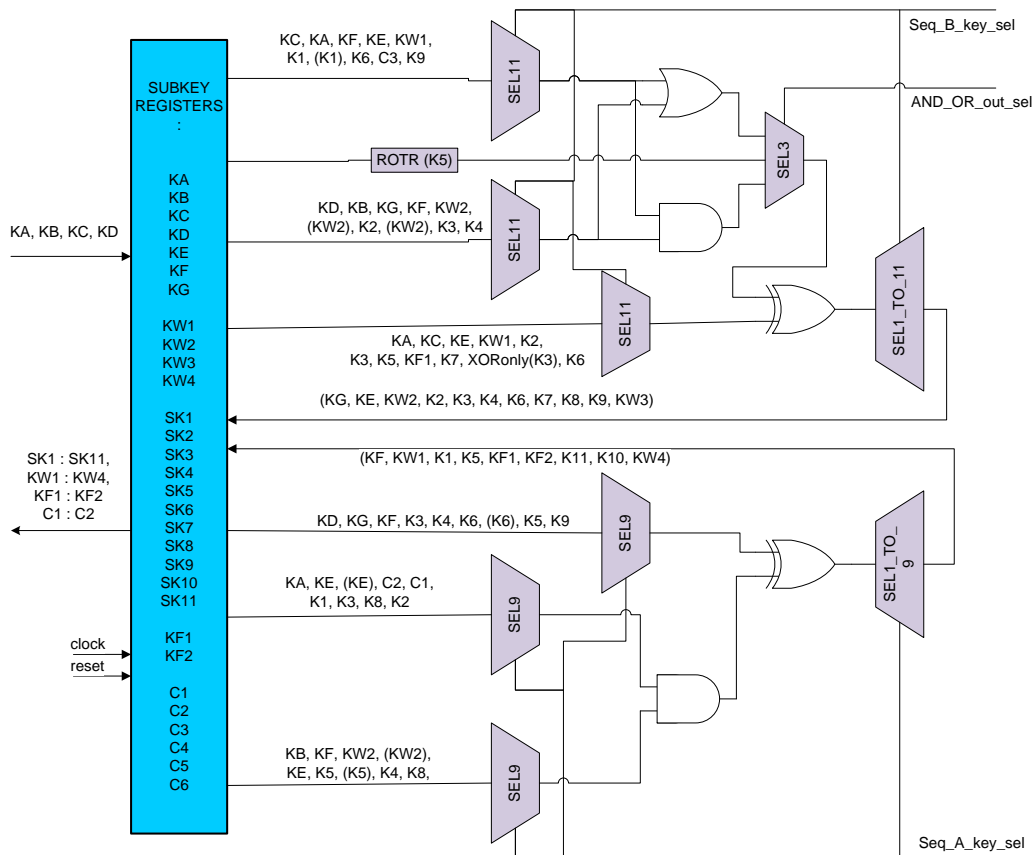 KC, KA, KF, KE, KW1,
K1, (K1), K6, C3, K9
SEL11
Seq_B_key_sel
SUBKEY
REGISTERS
:
AND_OR_out_sel
ROTR (K5)
SEL3
KA
KB
KC
KD
KE
KF
KG
KD, KB, KG, KF, KW2,
(KW2), K2, (KW2), K3, K4
SEL11
KA, KB, KC, KD
SEL11
SEL1_TO_11
KW1
KW2
KW3
KW4
KA, KC, KE, KW1, K2,
K3, K5, KF1, K7, XORonly(K3), K6
(KG, KE, KW2, K2, K3, K4, K6, K7, K8, K9, KW3)
SK1
SK2
SK3
SK4
SK5
SK6
SK7
SK8
SK9
SK10
SK11
(KF, KW1, K1, K5, KF1, KF2, K11, K10, KW4)
SK1 : SK11,
KW1 : KW4,
KF1 : KF2
C1 : C2
KD, KG, KF, K3, K4, K6, (K6), K5, K9
SEL9
SEL1_TO_
9
KA, KE, (KE), C2, C1,
K1, K3, K8, K2
SEL9
KF1
KF2
clock
reset
C1
C2
C3
C4
C5
C6
KB, KF, KW2, (KW2),
KE, K5, (K5), K4, K8,
SEL9
Seq_A_key_sel